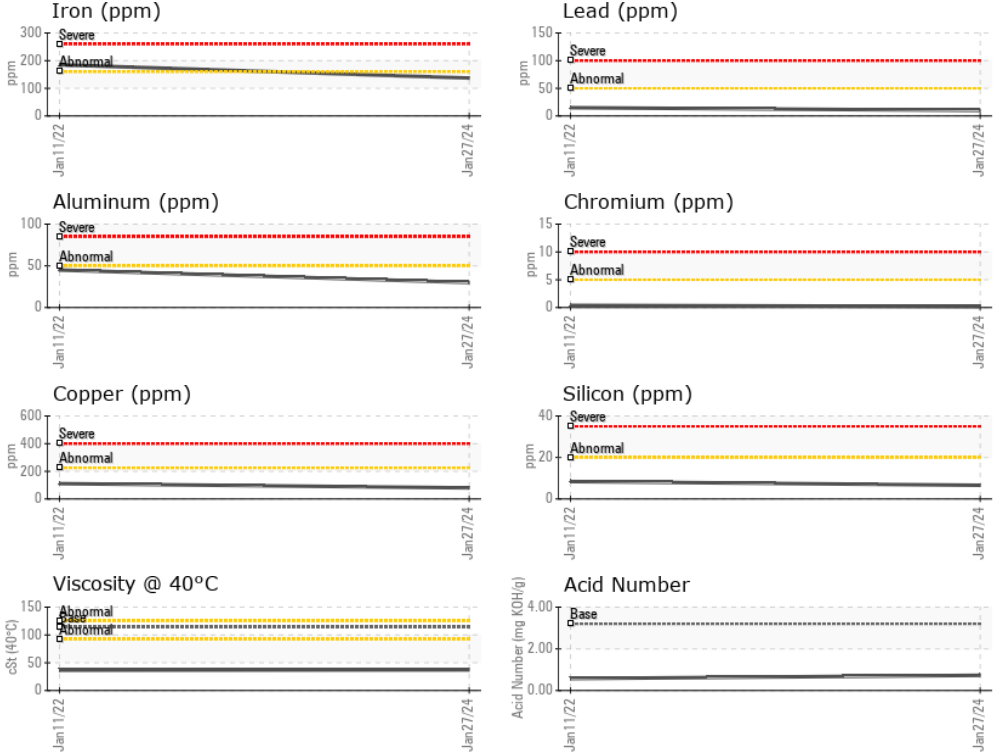 Iron (ppm)
300
200
100
0
ppm
Severe
Abnormal
Jan11/22
Jan27/24
Lead (ppm)
150
100
50
0
ppm
Severe
Abnormal
Jan11/22
Jan27/24
Aluminum (ppm)
100
50
0
ppm
Severe
Abnormal
Jan11/22
Jan27/24
Chromium (ppm)
15
10
5
0
ppm
Severe
Abnormal
Jan11/22
Jan27/24
Copper (ppm)
600
400
200
0
ppm
Severe
Abnormal
Jan11/22
Jan27/24
Silicon (ppm)
40
20
0
ppm
Severe
Abnormal
Jan11/22
Jan27/24
Viscosity @ 40°C
150
100
50
0
cSt (40°C)
Abnormal
Base
Abnormal
Jan11/22
Jan27/24
Acid Number
4.00
2.00
0.00
Acid Number (mg KOH/g)
Base
Jan11/22
Jan27/24